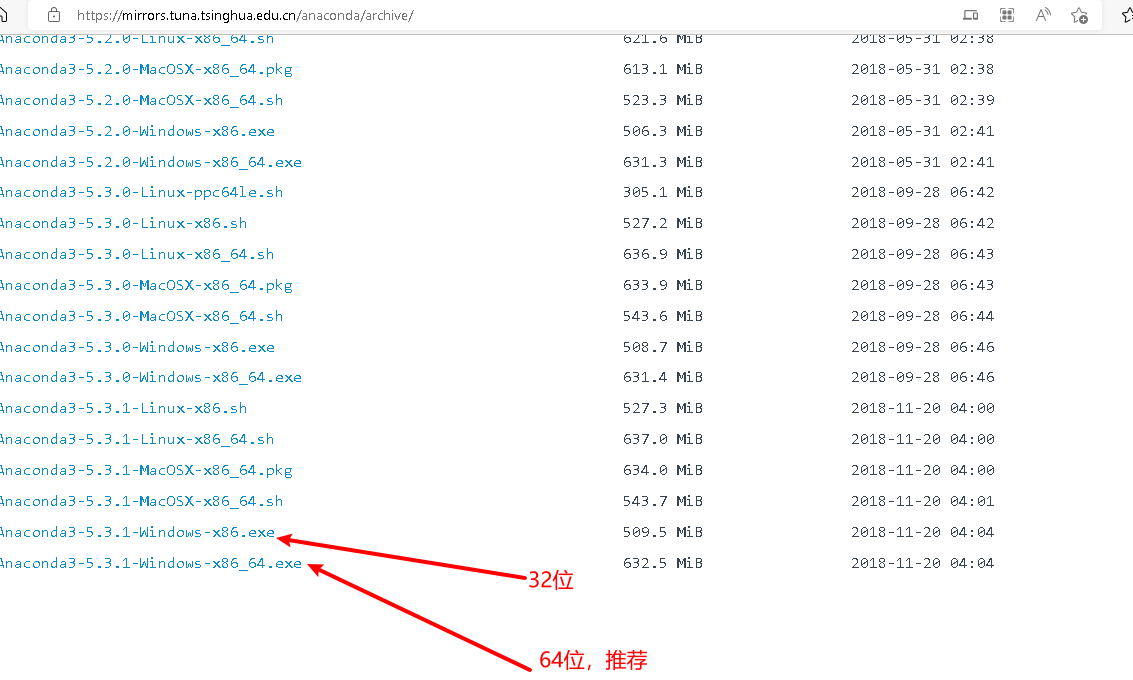 https://mirrors.tuna.tsinghua.edu.cn/anaconda/archive/
Anaconda3-5.2.0-Linux-x86_64.sh 621.6 MiB 2018-05-31 02:38
Anaconda3-5.2.0-MacOSX-x86_64.pkg 613.1 MiB 2018-05-31 02:38
Anaconda3-5.2.0-MacOSX-x86_64.sh 523.3 MiB 2018-05-31 02:39
Anaconda3-5.2.0-Windows-x86.exe 506.3 MiB 2018-05-31 02:41
Anaconda3-5.2.0-Windows-x86_64.exe 631.3 MiB 2018-05-31 02:41
Anaconda3-5.3.0-Linux-ppc64le.sh 305.1 MiB 2018-09-28 06:42
Anaconda3-5.3.0-Linux-x86.sh 527.2 MiB 2018-09-28 06:42
Anaconda3-5.3.0-Linux-x86_64.sh 636.9 MiB 2018-09-28 06:43
Anaconda3-5.3.0-MacOSX-x86_64.pkg 633.9 MiB 2018-09-28 06:43
Anaconda3-5.3.0-MacOSX-x86_64.sh 543.6 MiB 2018-09-28 06:44
Anaconda3-5.3.0-Windows-x86.exe 508.7 MiB 2018-09-28 06:46
Anaconda3-5.3.0-Windows-x86_64.exe 631.4 MiB 2018-09-28 06:46
Anaconda3-5.3.1-Linux-x86.sh 527.3 MiB 2018-11-20 04:00
Anaconda3-5.3.1-Linux-x86_64.sh 637.0 MiB 2018-11-20 04:00
Anaconda3-5.3.1-MacOSX-x86_64.pkg 634.0 MiB 2018-11-20 04:00
Anaconda3-5.3.1-MacOSX-x86_64.sh 543.7 MiB 2018-11-20 04:01
Anaconda3-5.3.1-Windows-x86.exe 509.5 MiB 2018-11-20 04:04
Anaconda3-5.3.1-Windows-x86_64.exe 632.5 MiB 2018-11-20 04:04
32位
64位，推荐